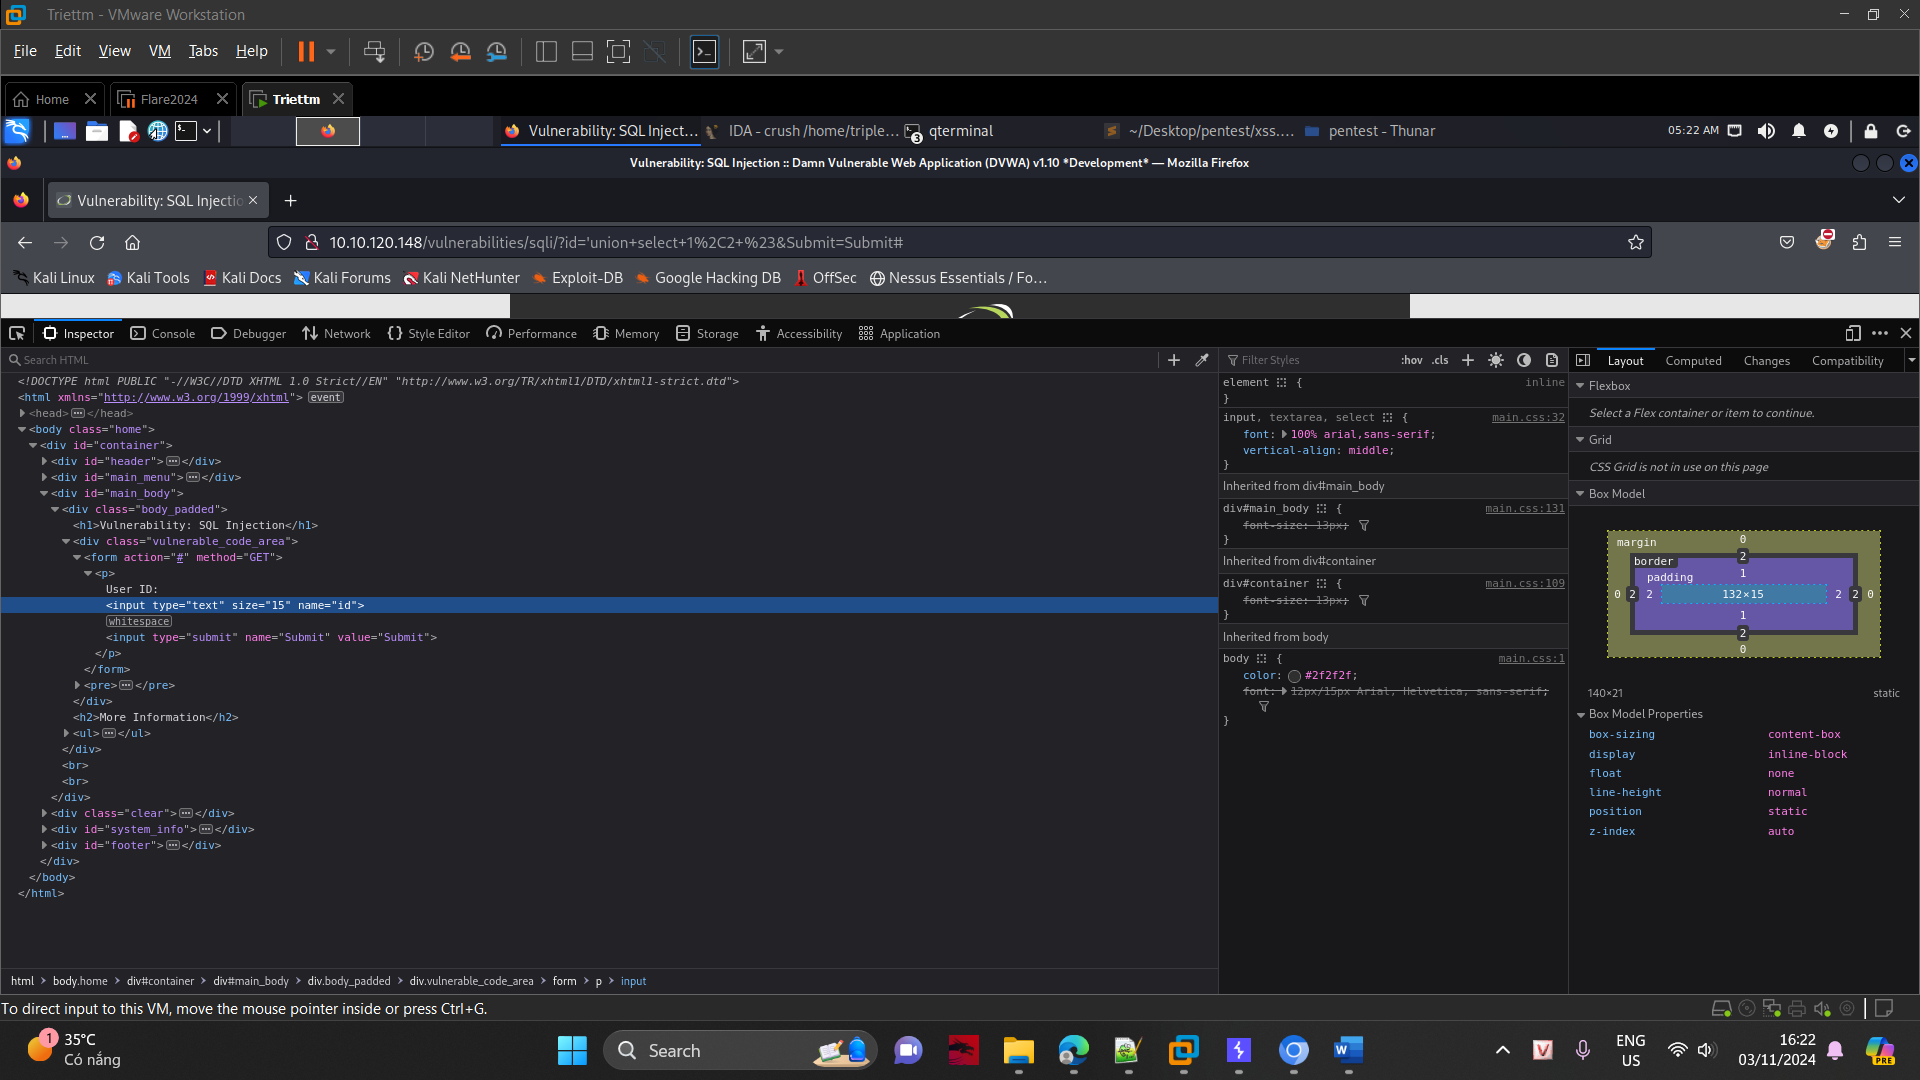 Triettm - VMware Workstation
File Edit View VM Tabs Help
Home Flare2024 Triettm
Vulnerability: SQL Inject... IDA - crush /home/triple... 3 qterminal ~/Desktop/pentest/xss.... pentest - Thunar 05:22 AM
Vulnerability: SQL Injection :: Damn Vulnerable Web Application (DVWA) v1.10 *Development* — Mozilla Firefox
Vulnerability: SQL Injectio
10.10.120.148/vulnerabilities/sqli/?id='union+select+1%2C2+%23&Submit=Submit#
Kali Linux Kali Tools Kali Docs Kali Forums Kali NetHunter Exploit-DB Google Hacking DB OffSec Nessus Essentials / Fo...
Inspector Console Debugger Network Style Editor Performance Memory Storage Accessibility Application
Search HTML
Filter Styles :hov .cls
Layout Computed Changes Compatibility
<!DOCTYPE html PUBLIC "-//W3C//DTD XHTML 1.0 Strict//EN" "http://www.w3.org/TR/xhtml1/DTD/xhtml1-strict.dtd">
<html xmlns="http://www.w3.org/1999/xhtml"> event
<head> ... </head>
<body class="home">
<div id="container">
<div id="header"> ... </div>
<div id="main_menu"> ... </div>
<div id="main_body">
<div class="body_padded">
<h1>Vulnerability: SQL Injection</h1>
<div class="vulnerable_code_area">
<form action="#" method="GET">
<p>
User ID:
<input type="text" size="15" name="id">
whitespace
<input type="submit" name="Submit" value="Submit">
</p>
</form>
<pre> ... </pre>
</div>
<h2>More Information</h2>
<ul> ... </ul>
</div>
<br>
<br>
</div>
<div class="clear"> ... </div>
<div id="system_info"> ... </div>
<div id="footer"> ... </div>
</div>
</body>
</html>
element { inline
}
input, textarea, select { main.css:32
font: 100% arial,sans-serif;
vertical-align: middle;
}
Inherited from div#main_body
div#main_body { main.css:131
font-size: 13px;
}
Inherited from div#container
div#container { main.css:109
font-size: 13px;
}
Inherited from body
body { main.css:1
color: #2f2f2f;
font: 12px/15px Arial, Helvetica, sans-serif;
}
Flexbox
Select a Flex container or item to continue.
Grid
CSS Grid is not in use on this page
Box Model
margin 0
border 2
padding 1
0 2 2 132×15 2 2 0
1
2
0
140×21 static
Box Model Properties
box-sizing content-box
display inline-block
float none
line-height normal
position static
z-index auto
html > body.home > div#container > div#main_body > div.body_padded > div.vulnerable_code_area > form > p > input
To direct input to this VM, move the mouse pointer inside or press Ctrl+G.
1 35°C
Có nắng
Search
ENG
US
16:22
03/11/2024
PRE